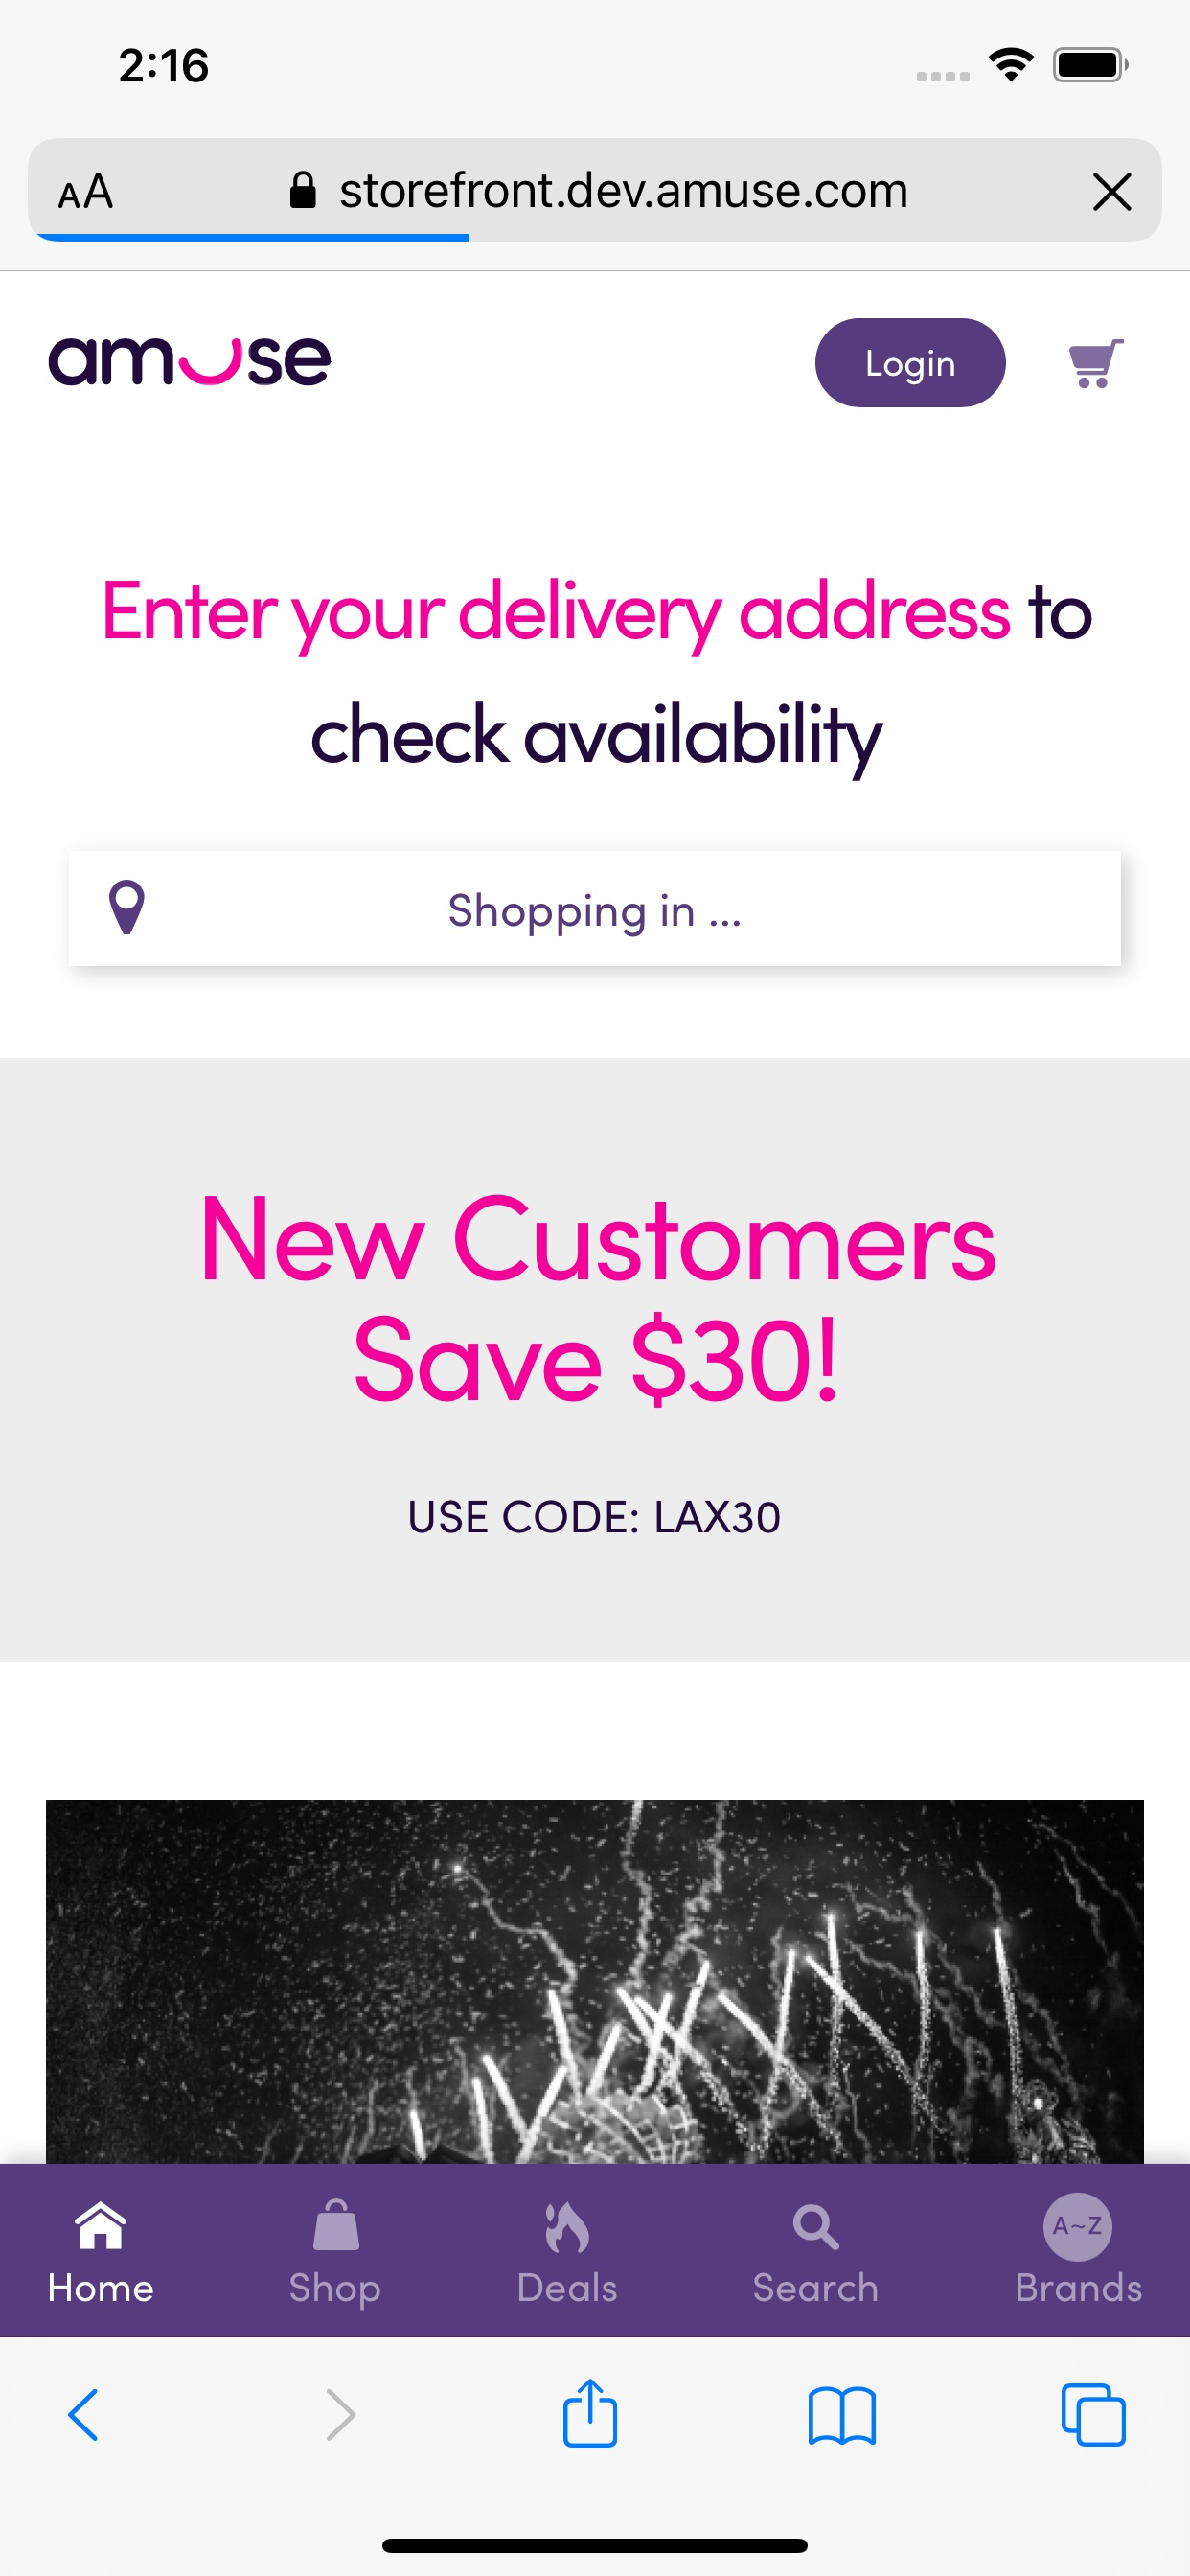 2:16
AA
storefront.dev.amuse.com
amuse
Login
Enter your delivery address to
check availability
Shopping in ...
New Customers
Save $30!
USE CODE: LAX30
A~Z
Home
Shop
Deals
Search
Brands